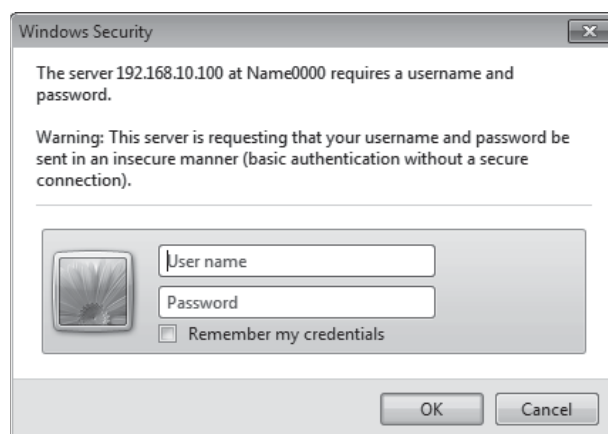 Windows Security
The server 192.168.10.100 at Name0000 requires a username and
password.
Warning: This server is requesting that your username and password be
sent in an insecure manner (basic authentication without a secure
connection).
User name
Password
Remember my credentials
OK
Cancel